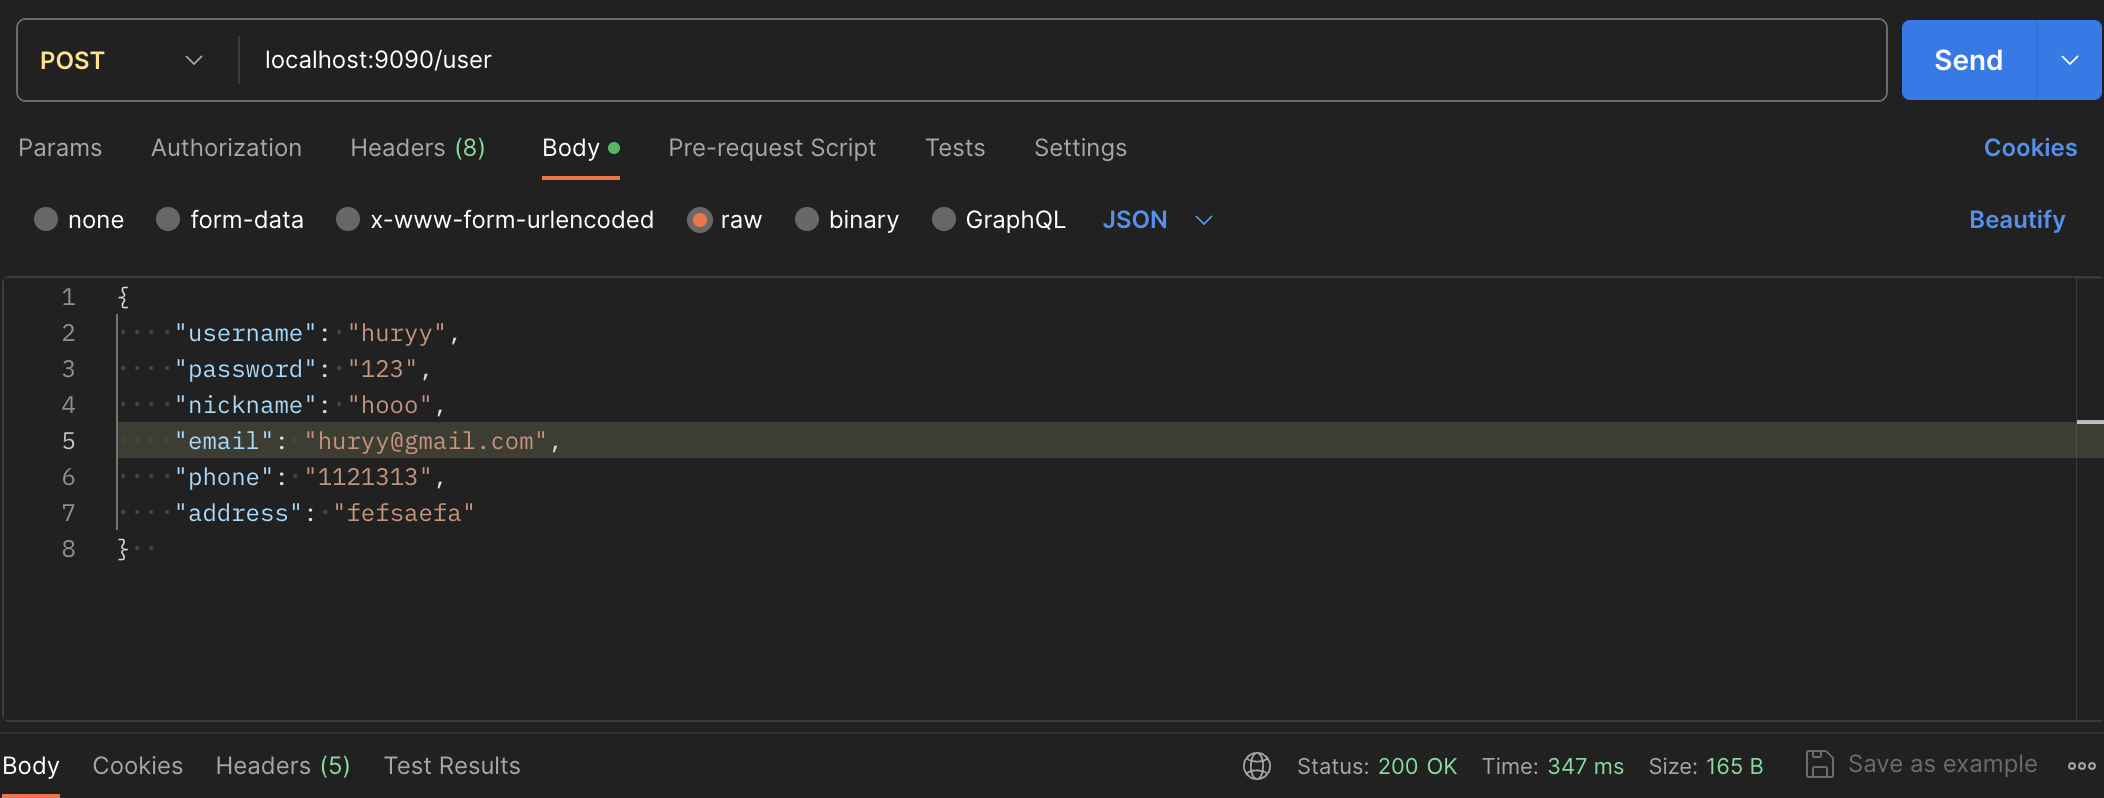 POST localhost:9090/user Send
Params Authorization Headers (8) Body Pre-request Script Tests Settings Cookies
none form-data x-www-form-urlencoded raw binary GraphQL JSON Beautify
1 {
2 "username": "huryy",
3 "password": "123",
4 "nickname": "hooo",
5 "email": "huryy@gmail.com",
6 "phone": "1121313",
7 "address": "fefsaefa"
8 }
Body Cookies Headers (5) Test Results Status: 200 OK Time: 347 ms Size: 165 B Save as example